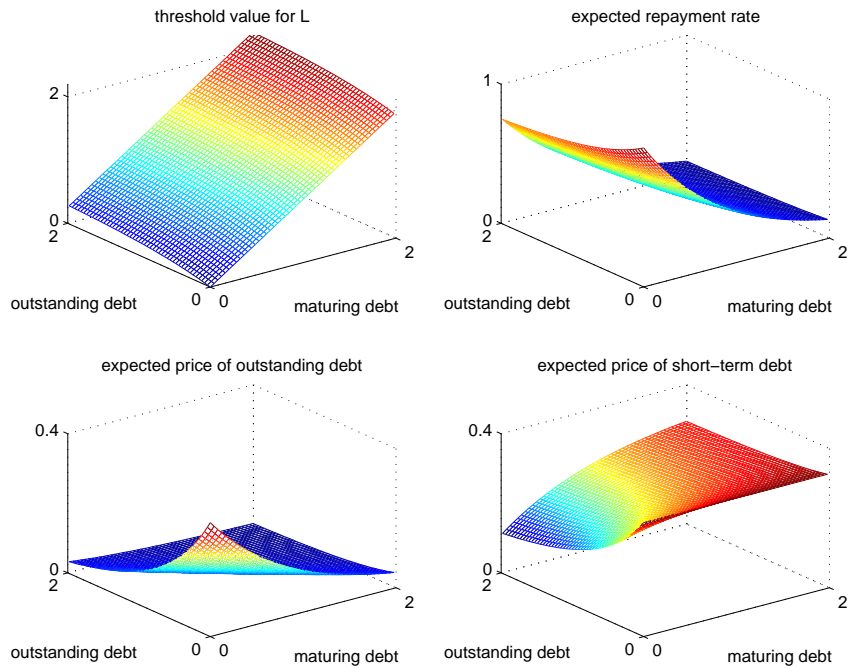 threshold value for L
expected repayment rate
2
0
2
0
0
2
outstanding debt
maturing debt
1
0
2
0
0
2
outstanding debt
maturing debt
expected price of outstanding debt
expected price of short−term debt
0.4
0
2
0
0
2
outstanding debt
maturing debt
0.4
0
2
0
0
2
outstanding debt
maturing debt